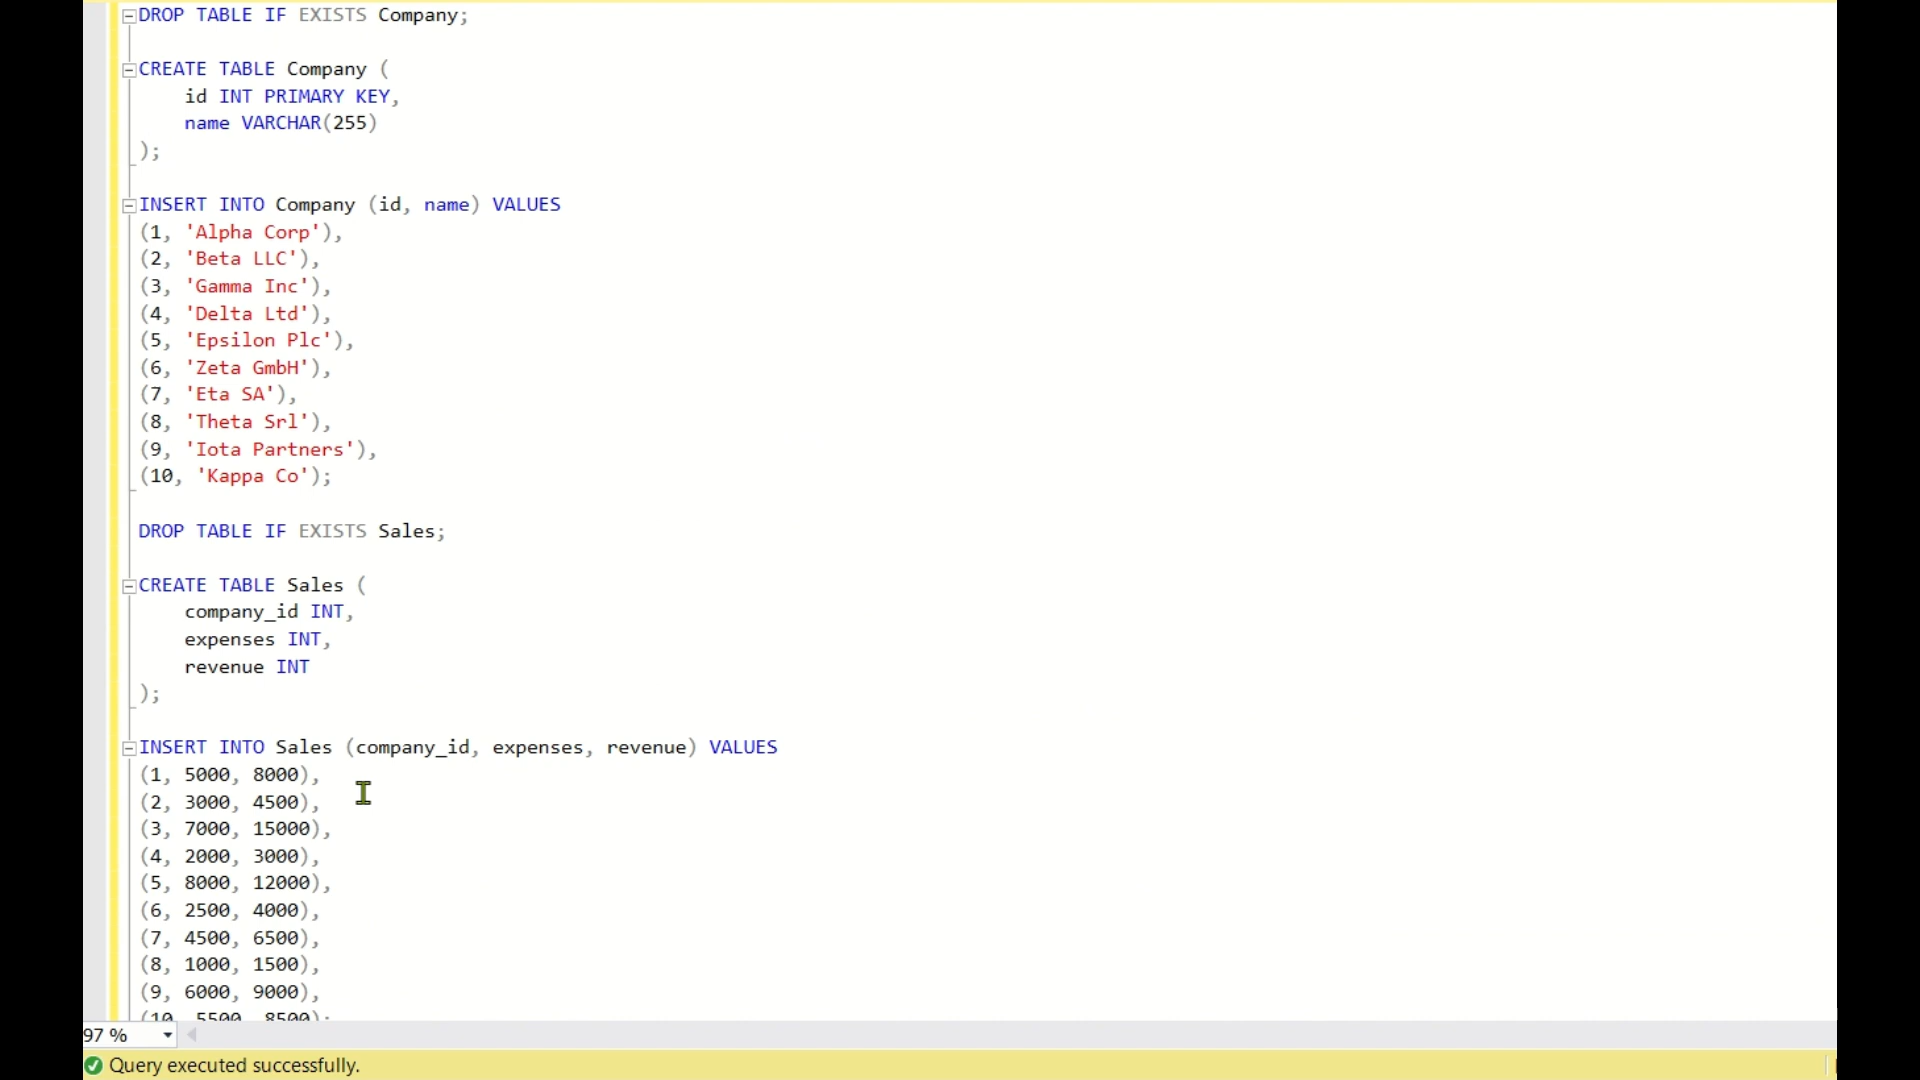 DROP TABLE IF EXISTS Company;
CREATE TABLE Company (
id INT PRIMARY KEY,
name VARCHAR(255)
);
INSERT INTO Company (id, name) VALUES
(1, 'Alpha Corp'),
(2, 'Beta LLC'),
(3, 'Gamma Inc'),
(4, 'Delta Ltd'),
(5, 'Epsilon Plc'),
(6, 'Zeta GmbH'),
(7, 'Eta SA'),
(8, 'Theta Srl'),
(9, 'Iota Partners'),
(10, 'Kappa Co');
DROP TABLE IF EXISTS Sales;
CREATE TABLE Sales (
company_id INT,
expenses INT,
revenue INT
);
INSERT INTO Sales (company_id, expenses, revenue) VALUES
(1, 5000, 8000),
(2, 3000, 4500),
(3, 7000, 15000),
(4, 2000, 3000),
(5, 8000, 12000),
(6, 2500, 4000),
(7, 4500, 6500),
(8, 1000, 1500),
(9, 6000, 9000),
(10, 5500, 8500);
97 %
Query executed successfully.